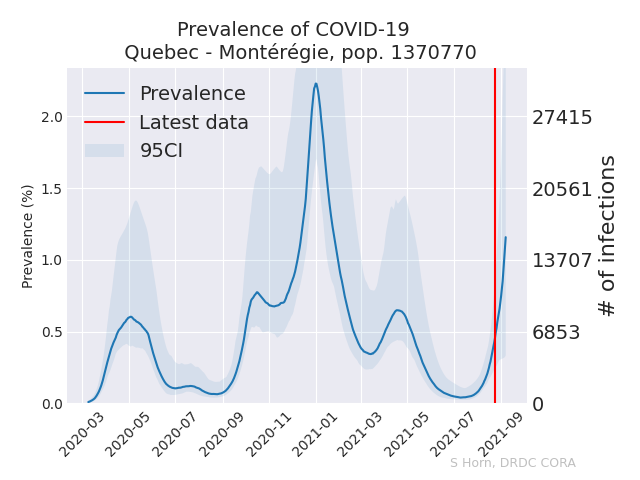 Prevalence of COVID-19
Quebec - Montérégie, pop. 1370770
Prevalence
Latest data
95CI
Prevalence (%)
2.0
1.5
1.0
0.5
0.0
27415
20561
13707
6853
0
# of infections
2020-03
2020-05
2020-07
2020-09
2020-11
2021-01
2021-03
2021-05
2021-07
2021-09
S Horn, DRDC CORA